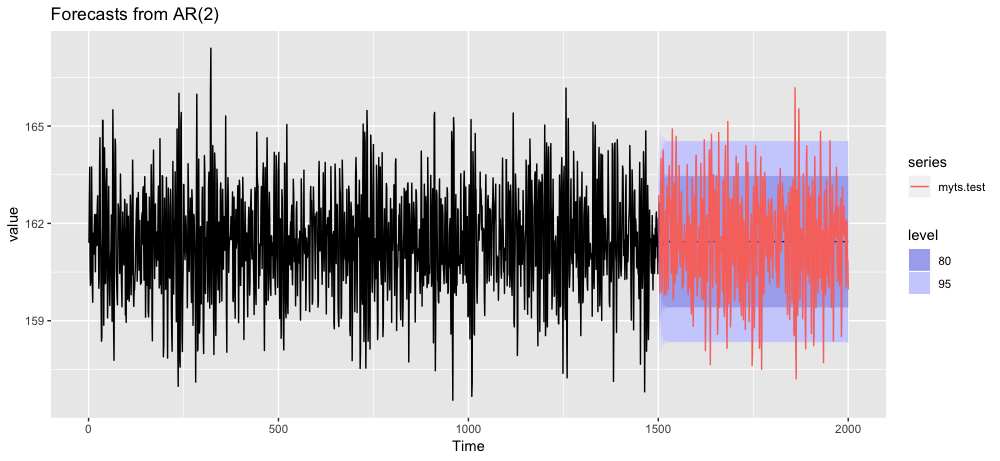 Forecasts from AR(2)
value
165
162
159
0
500
1000
1500
2000
Time
series
myts.test
level
80
95